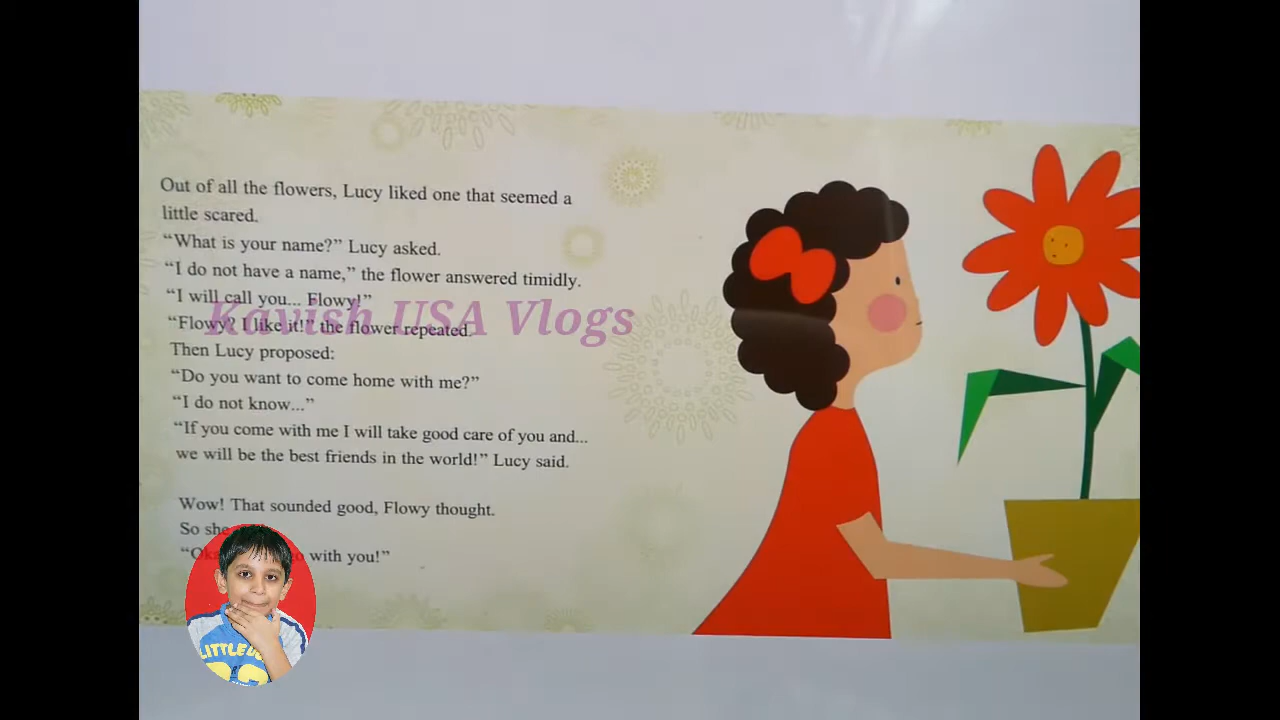 Out of all the flowers, Lucy liked one that seemed a
little scared.
“What is your name?” Lucy asked.
“I do not have a name,” the flower answered timidly.
“I will call you... Flowy!”
Kavish USA Vlogs
“Flowy? I like it!” the flower repeated.
Then Lucy proposed:
“Do you want to come home with me?”
“I do not know...”
“If you come with me I will take good care of you and...
we will be the best friends in the world!” Lucy said.
Wow! That sounded good, Flowy thought.
So she
with you!”
LITTLE